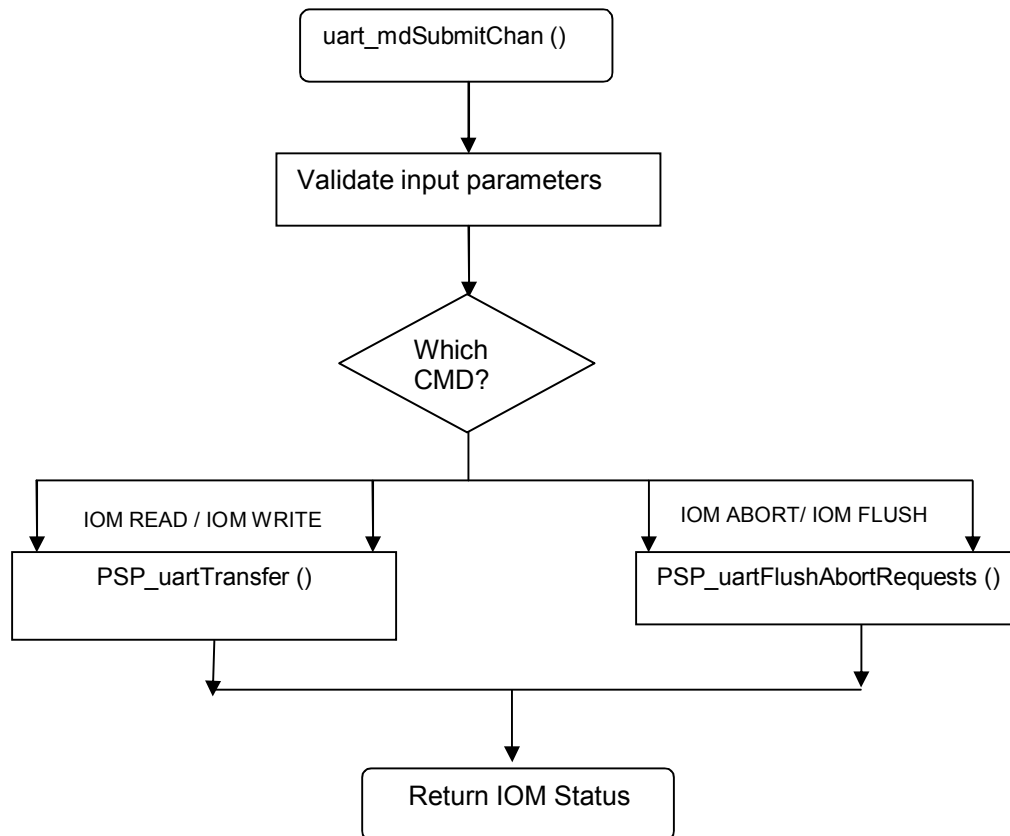 uart_mdSubmitChan ()
Validate input parameters
Which
CMD?
IOM READ / IOM WRITE
IOM ABORT/ IOM FLUSH
PSP_uartTransfer ()
PSP_uartFlushAbortRequests ()
Return IOM Status